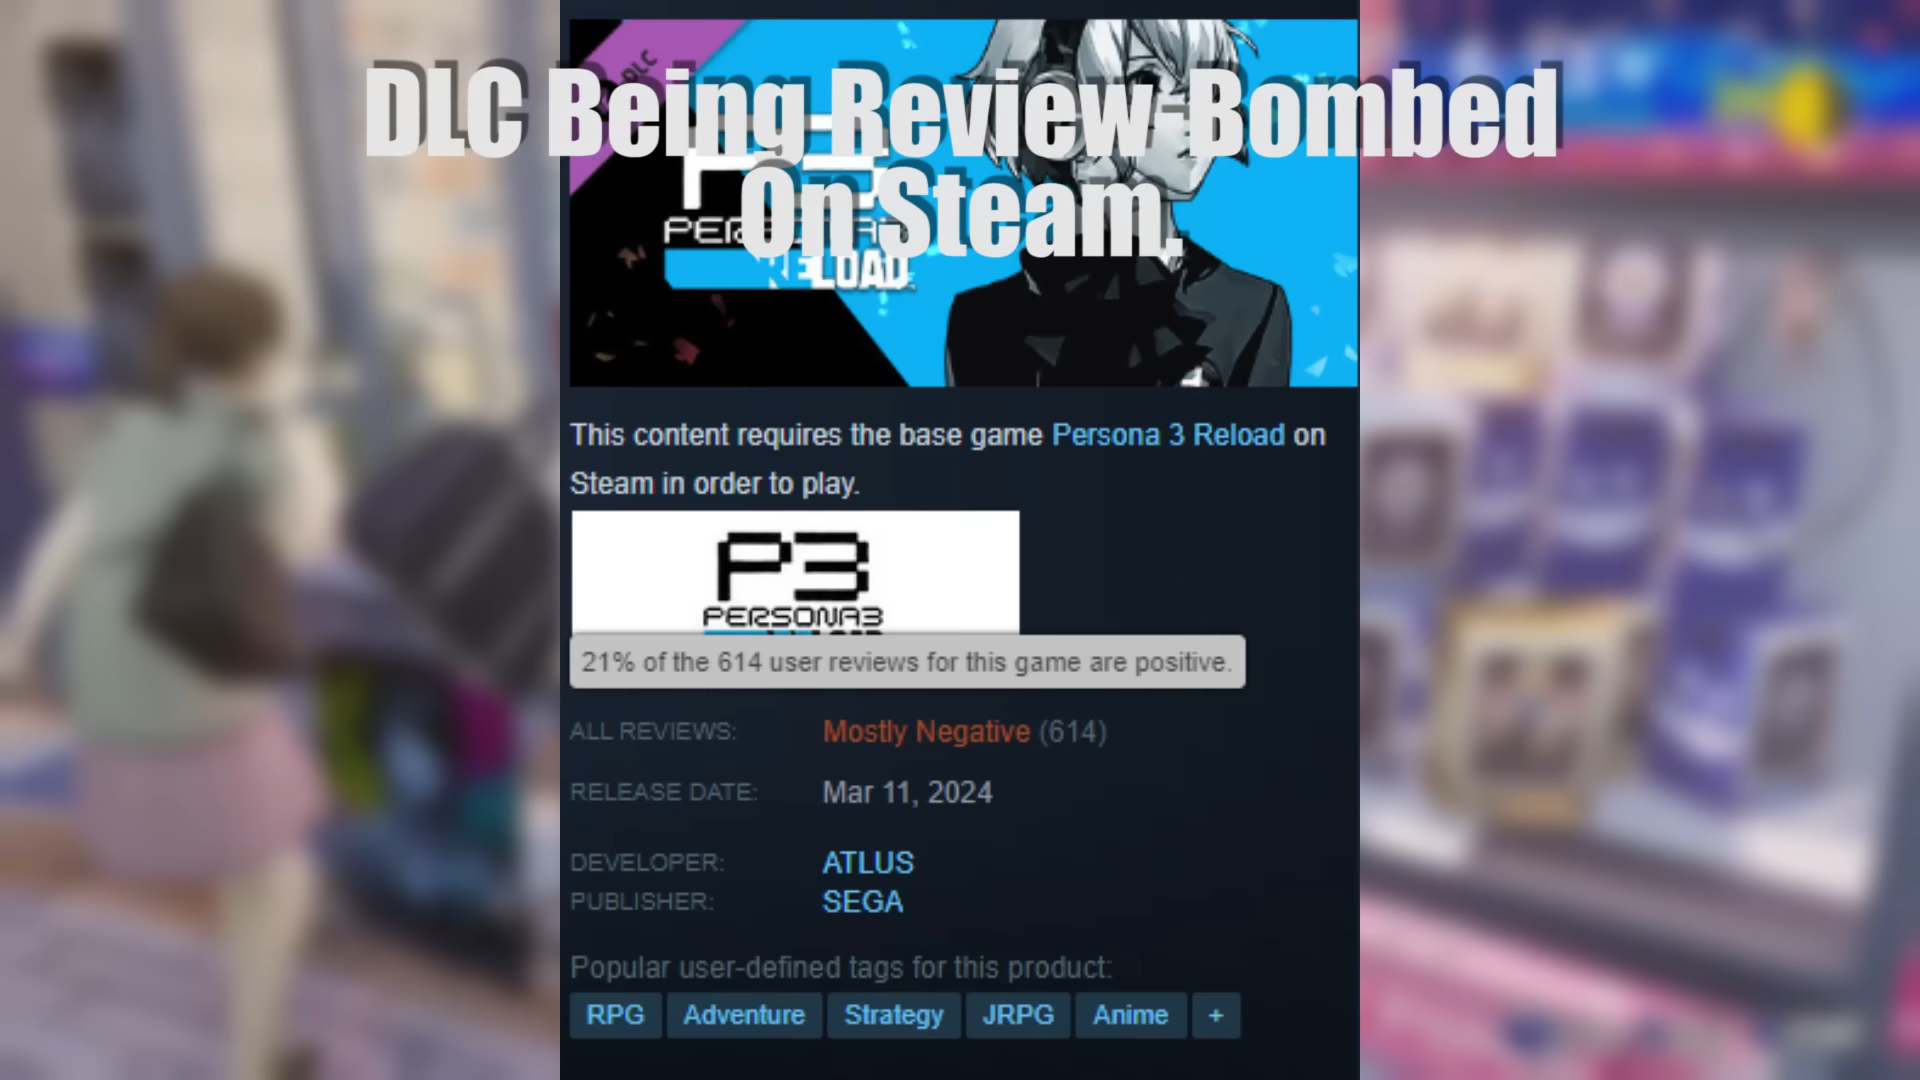 DLC
DLC Being Review-Bombed
On Steam.
P3
PERSONA3
RELOAD
This content requires the base game Persona 3 Reload on
Steam in order to play.
P3
PERSONA3
21% of the 614 user reviews for this game are positive.
ALL REVIEWS: Mostly Negative (614)
RELEASE DATE: Mar 11, 2024
DEVELOPER: ATLUS
PUBLISHER: SEGA
Popular user-defined tags for this product:
RPG Adventure Strategy JRPG Anime +